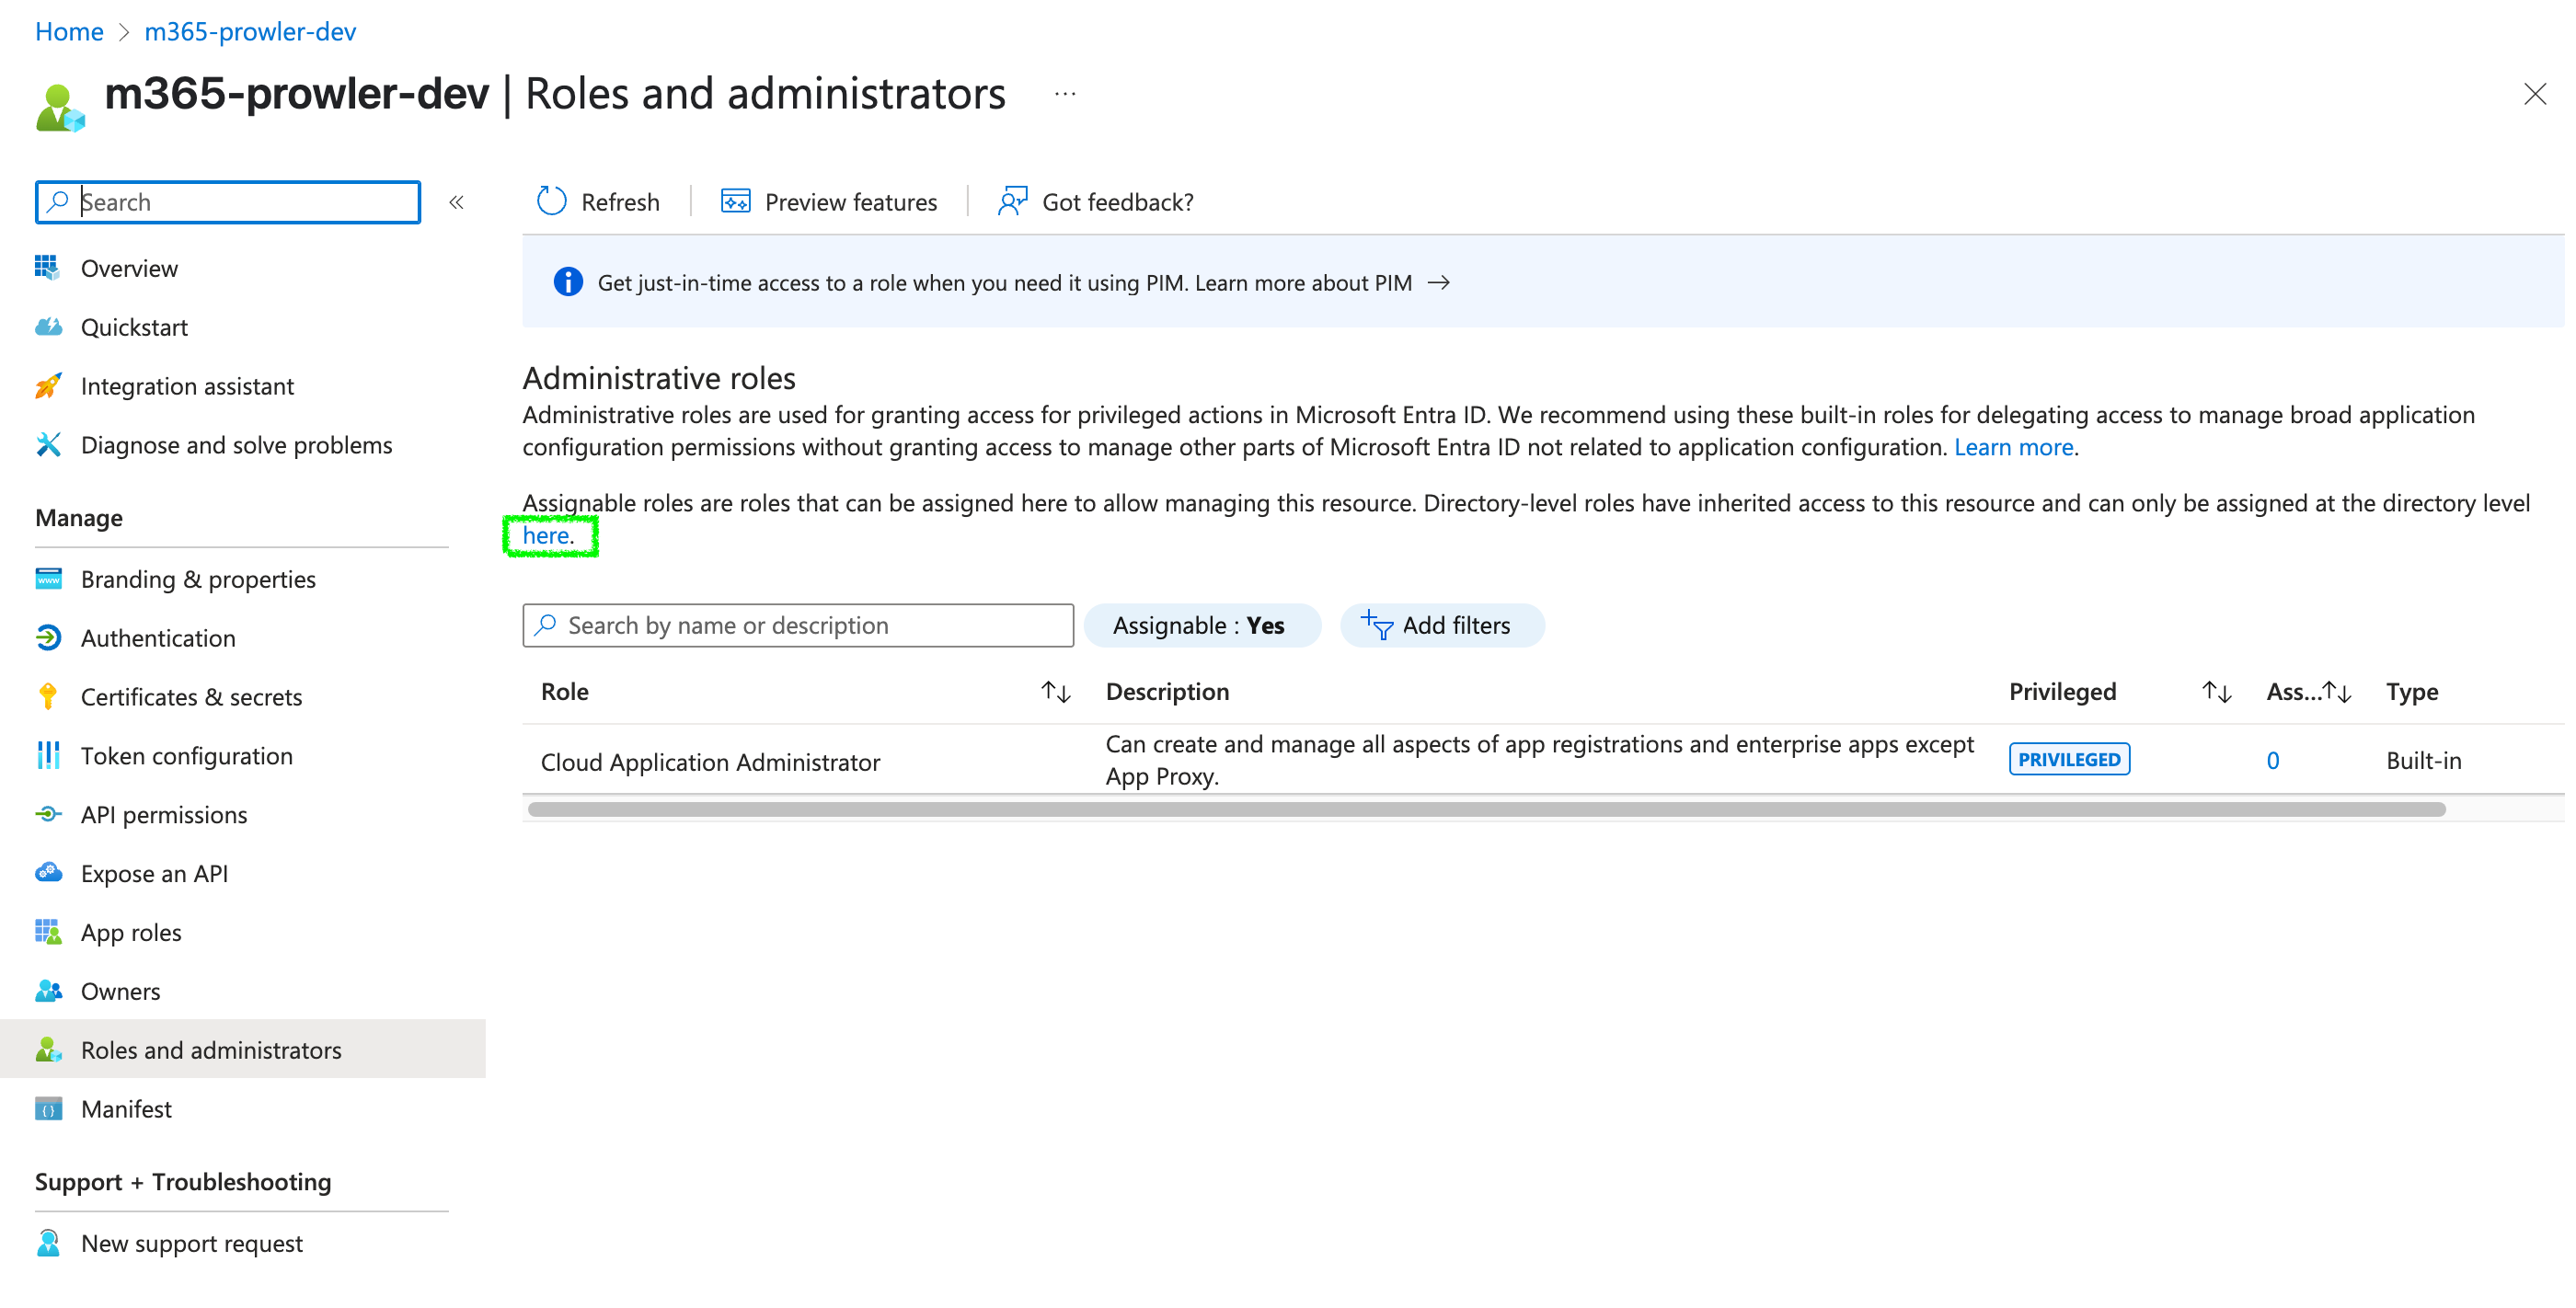 Home > m365-prowler-dev
m365-prowler-dev | Roles and administrators ...
Search «
Overview
Quickstart
Integration assistant
Diagnose and solve problems
Manage
Branding & properties
Authentication
Certificates & secrets
Token configuration
API permissions
Expose an API
App roles
Owners
Roles and administrators
Manifest
Support + Troubleshooting
New support request
Refresh Preview features Got feedback?
Get just-in-time access to a role when you need it using PIM. Learn more about PIM →
Administrative roles
Administrative roles are used for granting access for privileged actions in Microsoft Entra ID. We recommend using these built-in roles for delegating access to manage broad application
configuration permissions without granting access to manage other parts of Microsoft Entra ID not related to application configuration. Learn more.
Assignable roles are roles that can be assigned here to allow managing this resource. Directory-level roles have inherited access to this resource and can only be assigned at the directory level
here.
Search by name or description Assignable : Yes Add filters
Role Description Privileged Ass... Type
Cloud Application Administrator Can create and manage all aspects of app registrations and enterprise apps except PRIVILEGED 0 Built-in
App Proxy.